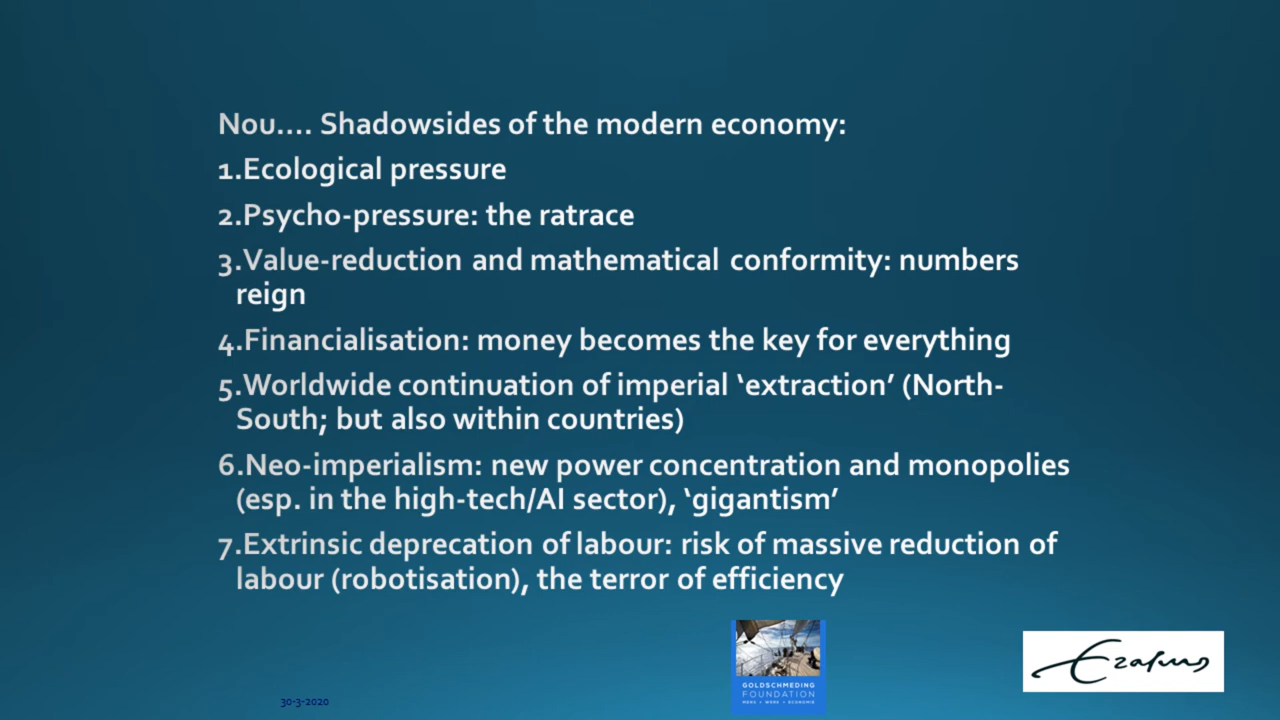 Nou.... Shadowsides of the modern economy:
1.Ecological pressure
2.Psycho-pressure: the ratrace
3.Value-reduction and mathematical conformity: numbers
reign
4.Financialisation: money becomes the key for everything
5.Worldwide continuation of imperial ‘extraction’ (North-
South; but also within countries)
6.Neo-imperialism: new power concentration and monopolies
(esp. in the high-tech/AI sector), ‘gigantism’
7.Extrinsic deprecation of labour: risk of massive reduction of
labour (robotisation), the terror of efficiency
GOLDSCHMEDING
FOUNDATION
MENS • WERK • ECONOMIE
Erasmus
30-3-2020